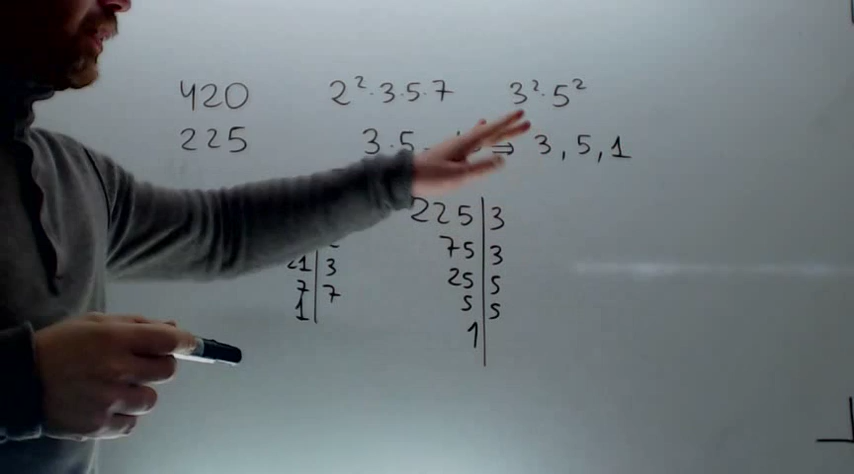 420 2²·3·5·7 3²·5²
225 3·5 ⇒ 3, 5, 1
225 | 3
75 | 3
21 | 3 25 | 5
7 | 7 5 | 5
1 | 1 |